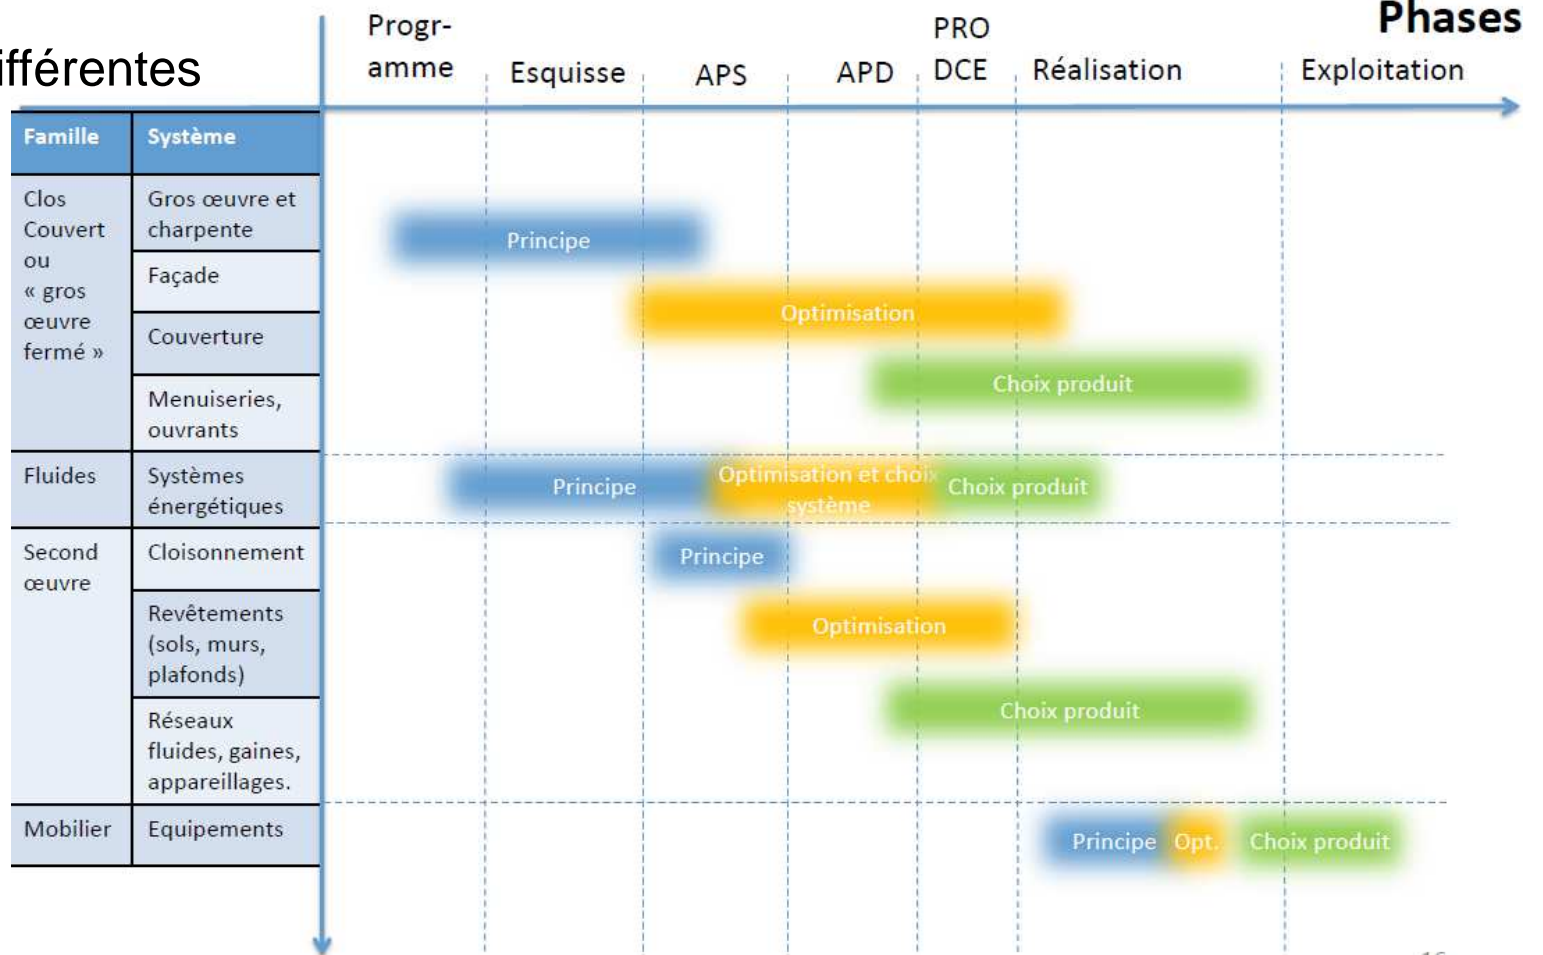 ifférentes
Phases
Progr-
amme
Esquisse
APS
APD
PRO
DCE
Réalisation
Exploitation
Famille
Système
Clos
Couvert
ou
« gros
œuvre
fermé »
Gros œuvre et
charpente
Façade
Couverture
Menuiseries,
ouvrants
Principe
Optimisation
Choix produit
Fluides
Systèmes
énergétiques
Principe
Optimisation et choix
système
Choix produit
Second
œuvre
Cloisonnement
Revêtements
(sols, murs,
plafonds)
Réseaux
fluides, gaines,
appareillages.
Principe
Optimisation
Choix produit
Mobilier
Equipements
Principe
Opt.
Choix produit